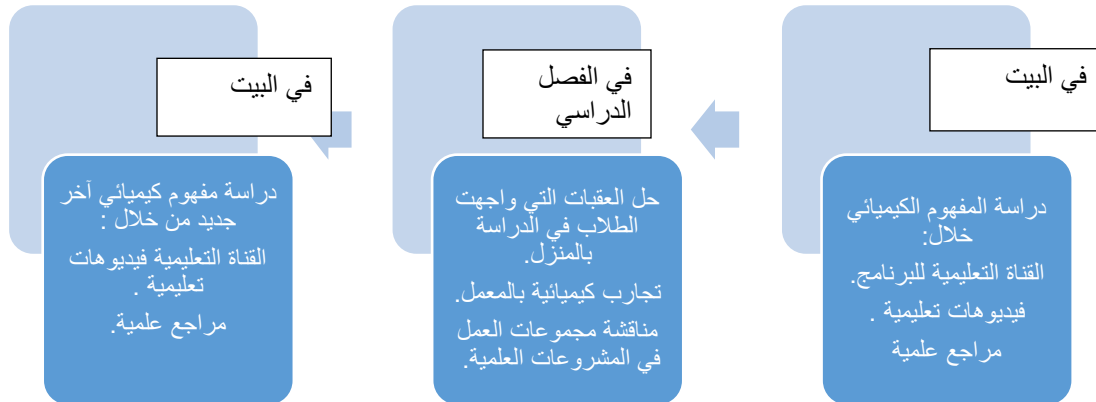 في البيت
دراسة المفهوم الكيميائي
خلال:
القناة التعليمية للبرنامج.
فيديوهات تعليمية .
مراجع علمية
في الفصل
الدراسي
حل العقبات التي واجهت
الطلاب في الدراسة
بالمنزل.
تجارب كيميائية بالمعمل.
مناقشة مجموعات العمل
في المشروعات العلمية.
في البيت
دراسة مفهوم كيميائي آخر
جديد من خلال :
القناة التعليمية فيديوهات
تعليمية .
مراجع علمية.